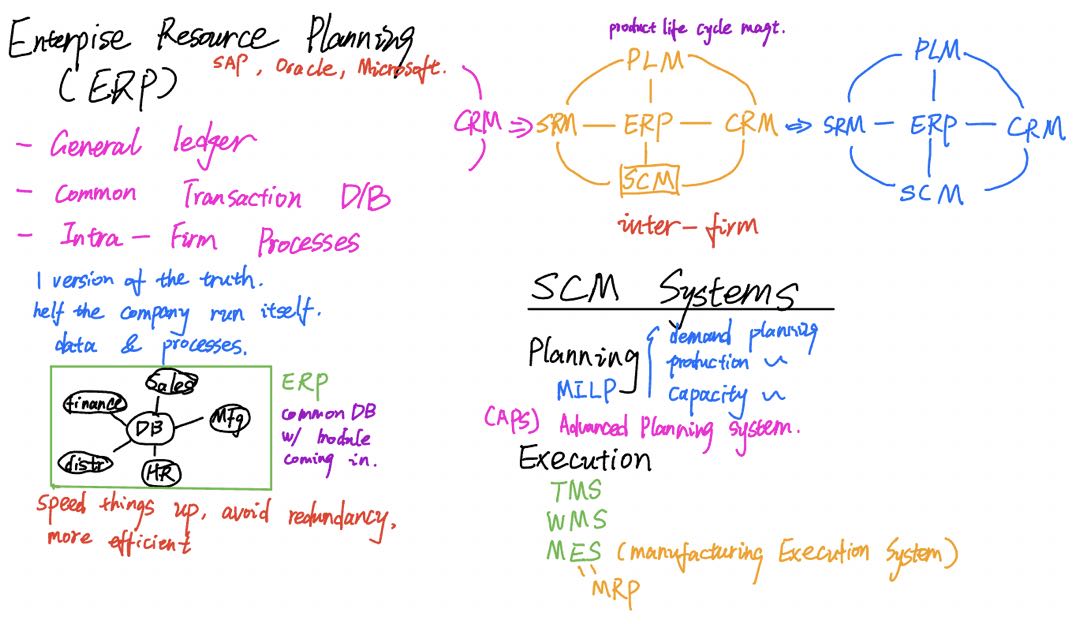 Enterpise Resource Planning
(ERP)
SAP, Oracle, Microsoft.
- General ledger
- Common Transaction D/B
- Intra - Firm Processes
1 version of the truth.
helf the company run itself.
data & processes.
Sales
finance
DB
Mfg
distr
HR
ERP
common DB
w/ module
coming in.
speed things up, avoid redundancy,
more efficient
product life cycle magt.
CRM ⇒
PLM
SRM — ERP — CRM ⇒
SCM
inter-firm
PLM
SRM — ERP — CRM
SCM
SCM Systems
Planning
MILP
demand planning
production ~
capacity ~
(APS) Advanced Planning system.
Execution
TMS
WMS
MES (manufacturing Execution System)
MRP